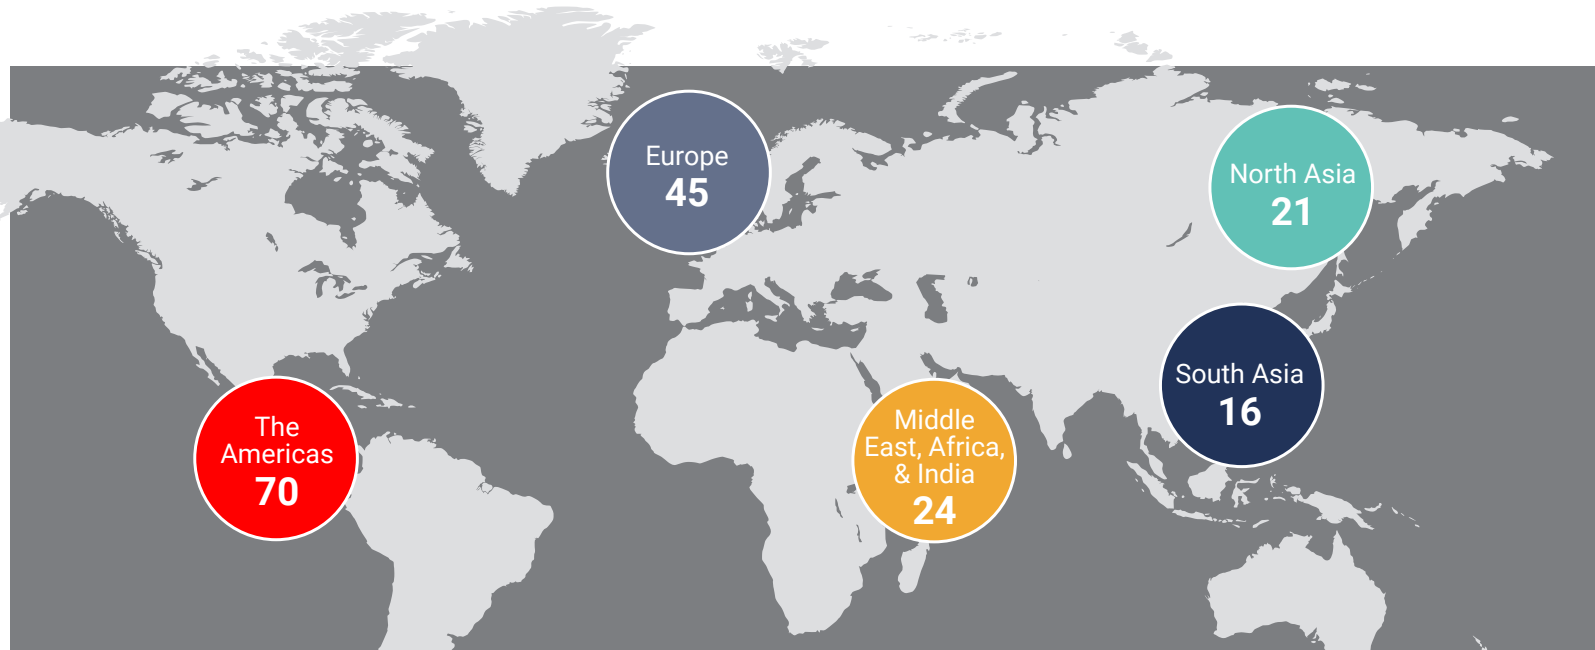 Europe
45
North Asia
21
South Asia
16
The
Americas
70
Middle
East, Africa,
& India
24